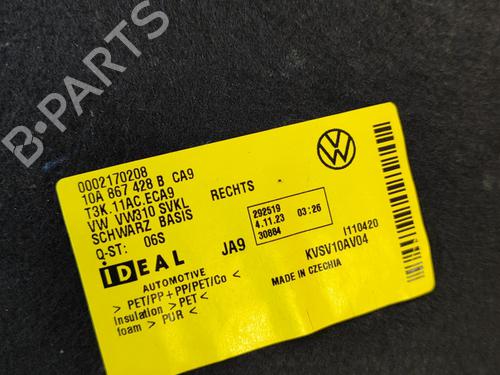 B-PARTS
0002170208
10A 867 428 B CA9
T3K.11AC.ECA9
VW VW310 SVKL
SCHWARZ BASIS
Q-ST: 06S
RECHTS
JA9
292519
4.11.23 03:26
30884
I110420
KVSV10AV04
MADE IN CZECHIA
IDEAL
AUTOMOTIVE
> PET/PP+PP/PET/Co <
Insulation > PET <
foam > PUR <